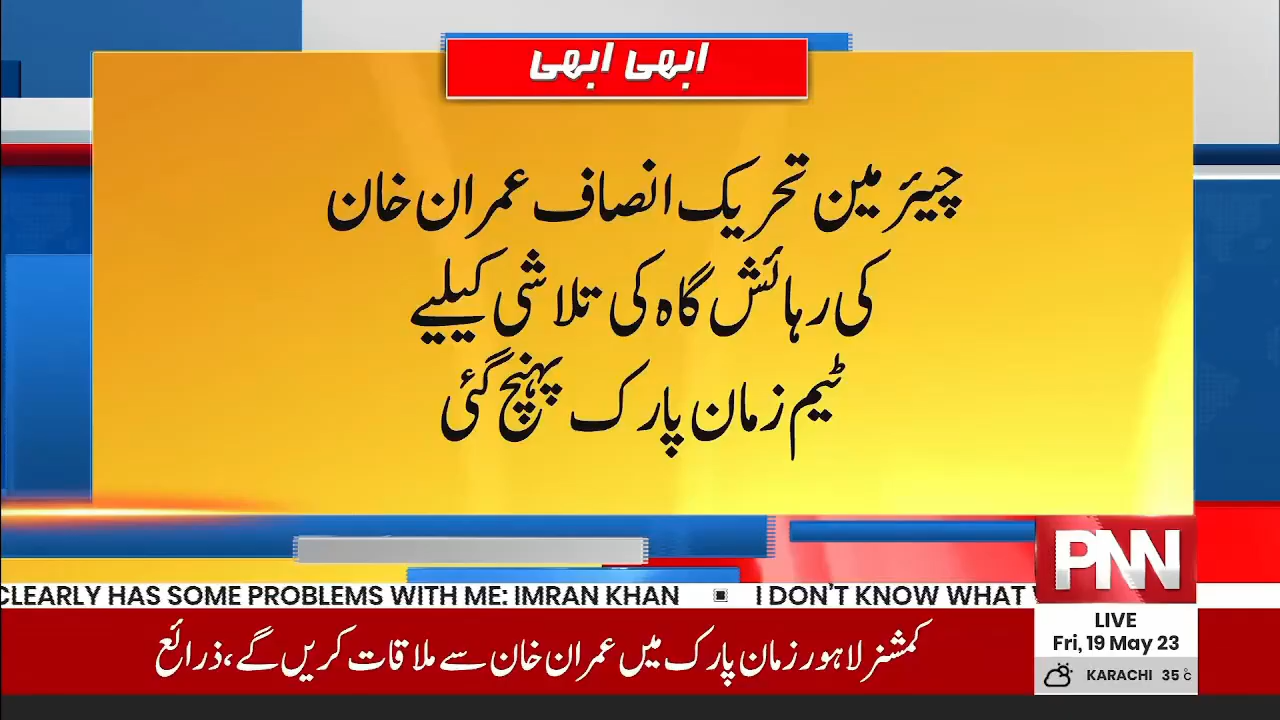 ابھی ابھی
چیئرمین تحریک انصاف عمران خان
کی رہائش گاہ کی تلاشی کیلیے
ٹیم زمان پارک پہنچ گئی
PNN
CLEARLY HAS SOME PROBLEMS WITH ME: IMRAN KHAN I DON'T KNOW WHAT
LIVE
Fri, 19 May 23
کمشنر لاہور زمان پارک میں عمران خان سے ملاقات کریں گے، ذرائع
KARACHI 35°C